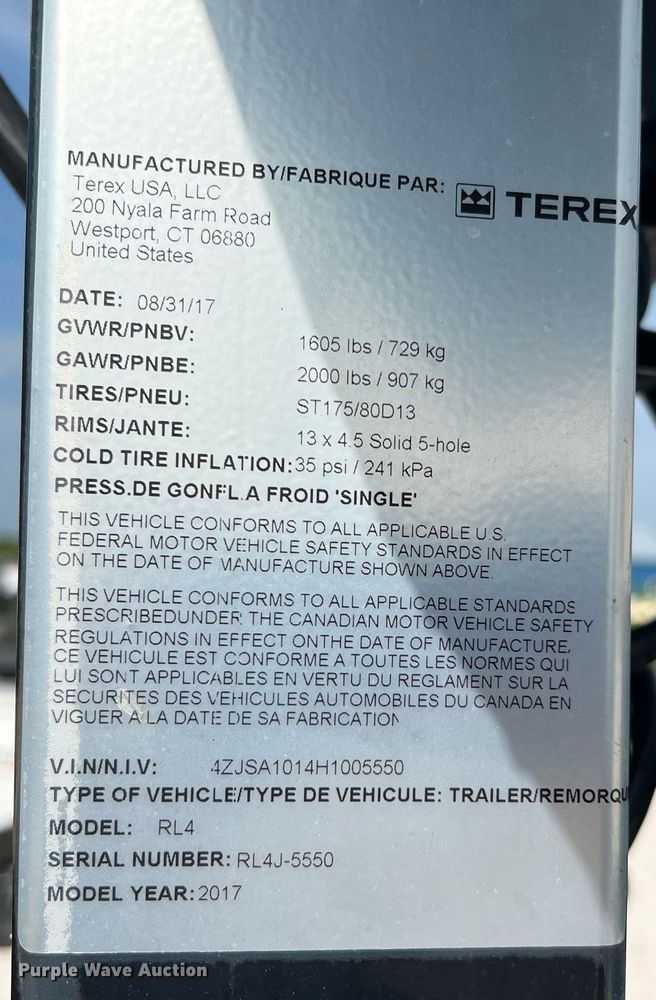 MANUFACTURED BY/FABRIQUE PAR: TEREX
Terex USA, LLC
200 Nyala Farm Road
Westport, CT 06880
United States
DATE: 08/31/17
GVWR/PNBV: 1605 lbs / 729 kg
GAWR/PNBE: 2000 lbs / 907 kg
TIRES/PNEU: ST175/80D13
RIMS/JANTE: 13 x 4.5 Solid 5-hole
COLD TIRE INFLATION: 35 psi / 241 kPa
PRESS.DE GONFL.A FROID 'SINGLE'
THIS VEHICLE CONFORMS TO ALL APPLICABLE U.S.
FEDERAL MOTOR VEHICLE SAFETY STANDARDS IN EFFECT
ON THE DATE OF MANUFACTURE SHOWN ABOVE.
THIS VEHICLE CONFORMS TO ALL APPLICABLE STANDARDS
PRESCRIBEDUNDER THE CANADIAN MOTOR VEHICLE SAFETY
REGULATIONS IN EFFECT ONTHE DATE OF MANUFACTURE,
CE VEHICULE EST CONFORME A TOUTES LES NORMES QUI
LUI SONT APPLICABLES EN VERTU DU REGLAMENT SUR LA
SECURITES DES VEHICULES AUTOMOBILES DU CANADA EN
VIGUER A LA DATE DE SA FABRICATION
V.I.N/N.I.V: 4ZJSA1014H1005550
TYPE OF VEHICLE/TYPE DE VEHICULE: TRAILER/REMORQU
MODEL: RL4
SERIAL NUMBER: RL4J-5550
MODEL YEAR: 2017
Purple Wave Auction